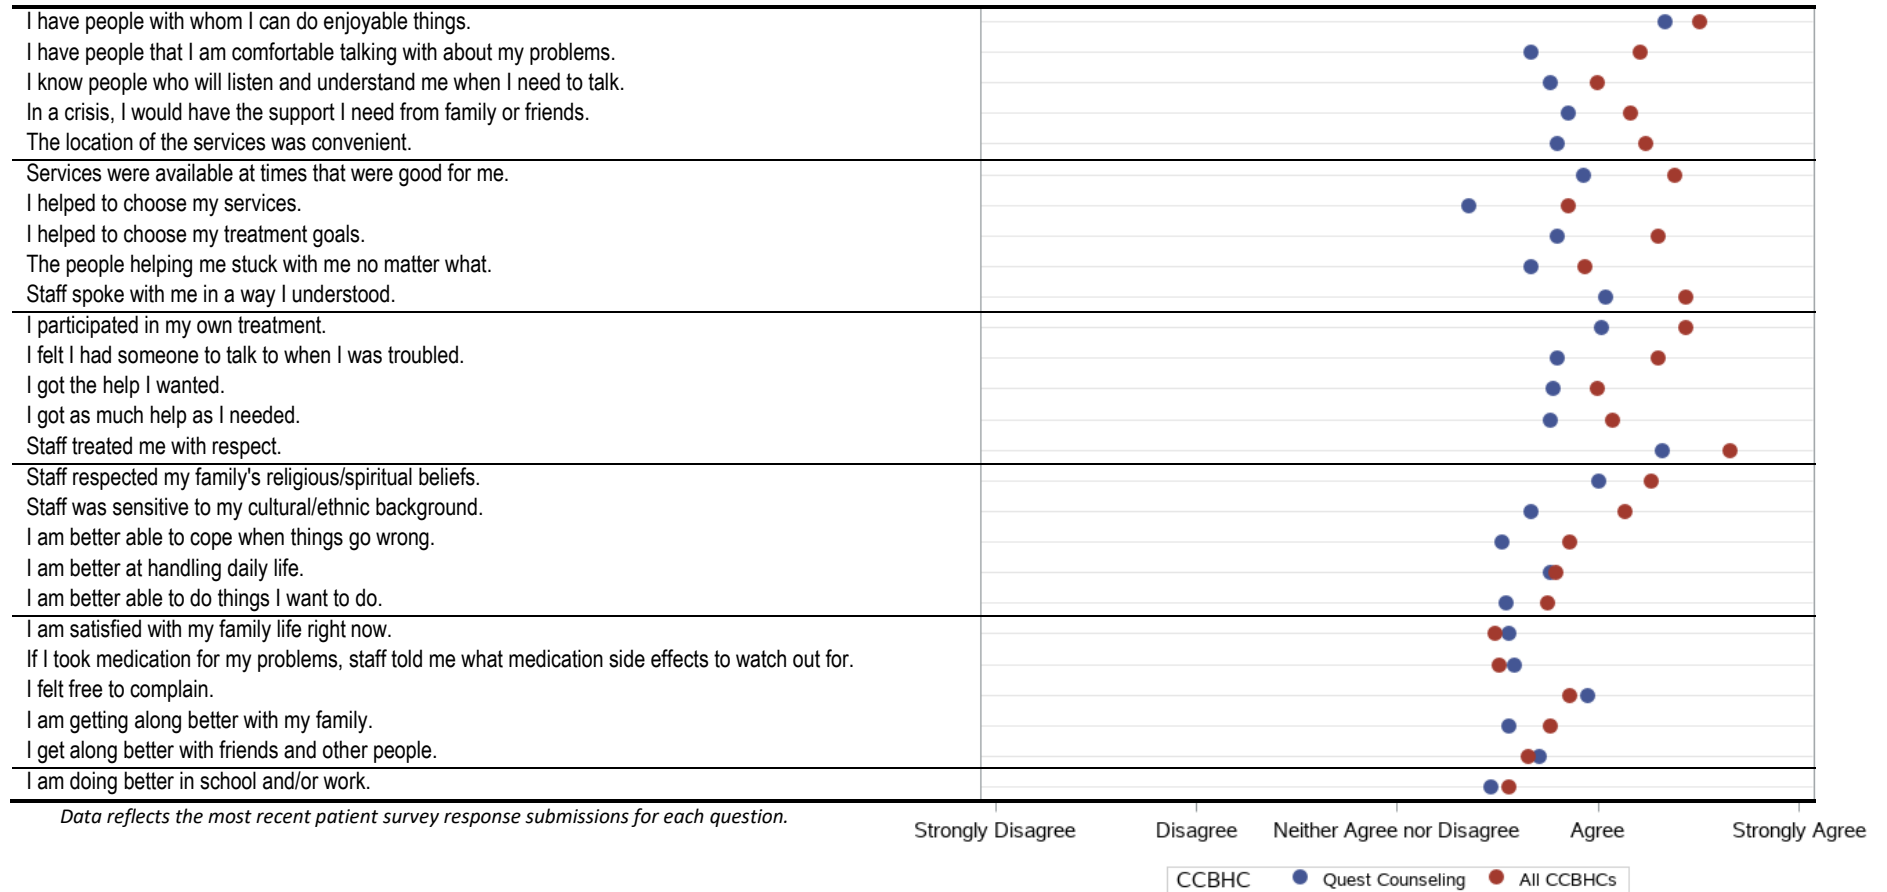 I have people with whom I can do enjoyable things.
I have people that I am comfortable talking with about my problems.
I know people who will listen and understand me when I need to talk.
In a crisis, I would have the support I need from family or friends.
The location of the services was convenient.
Services were available at times that were good for me.
I helped to choose my services.
I helped to choose my treatment goals.
The people helping me stuck with me no matter what.
Staff spoke with me in a way I understood.
I participated in my own treatment.
I felt I had someone to talk to when I was troubled.
I got the help I wanted.
I got as much help as I needed.
Staff treated me with respect.
Staff respected my family's religious/spiritual beliefs.
Staff was sensitive to my cultural/ethnic background.
I am better able to cope when things go wrong.
I am better at handling daily life.
I am better able to do things I want to do.
I am satisfied with my family life right now.
If I took medication for my problems, staff told me what medication side effects to watch out for.
I felt free to complain.
I am getting along better with my family.
I get along better with friends and other people.
I am doing better in school and/or work.
Data reflects the most recent patient survey response submissions for each question.
Strongly Disagree Disagree Neither Agree nor Disagree Agree Strongly Agree
CCBHC Quest Counseling All CCBHCs